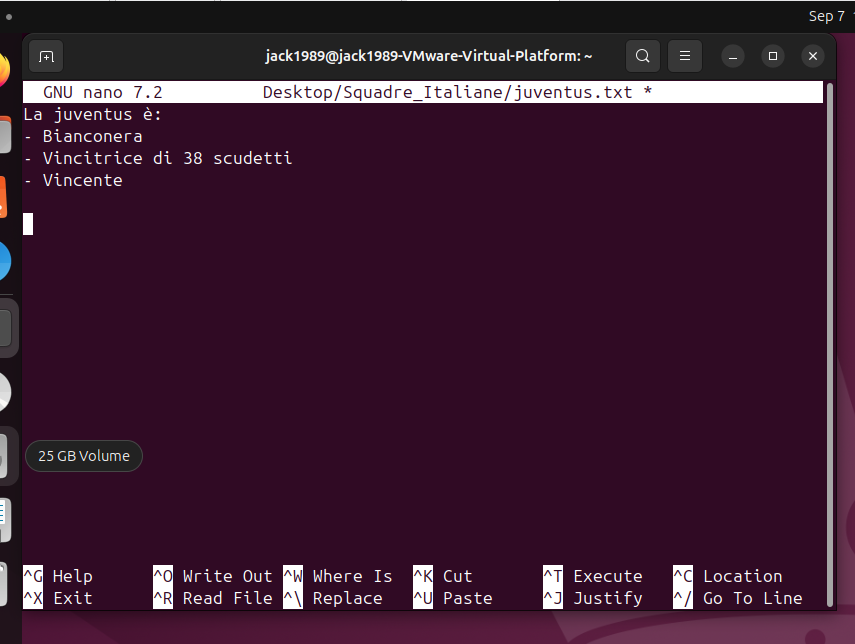 Sep 7
jack1989@jack1989-VMware-Virtual-Platform: ~
GNU nano 7.2 Desktop/Squadre_Italiane/juventus.txt *
La juventus è:
- Bianconera
- Vincitrice di 38 scudetti
- Vincente
25 GB Volume
^G Help ^O Write Out ^W Where Is ^K Cut ^T Execute ^C Location
^X Exit ^R Read File ^\ Replace ^U Paste ^J Justify ^/ Go To Line